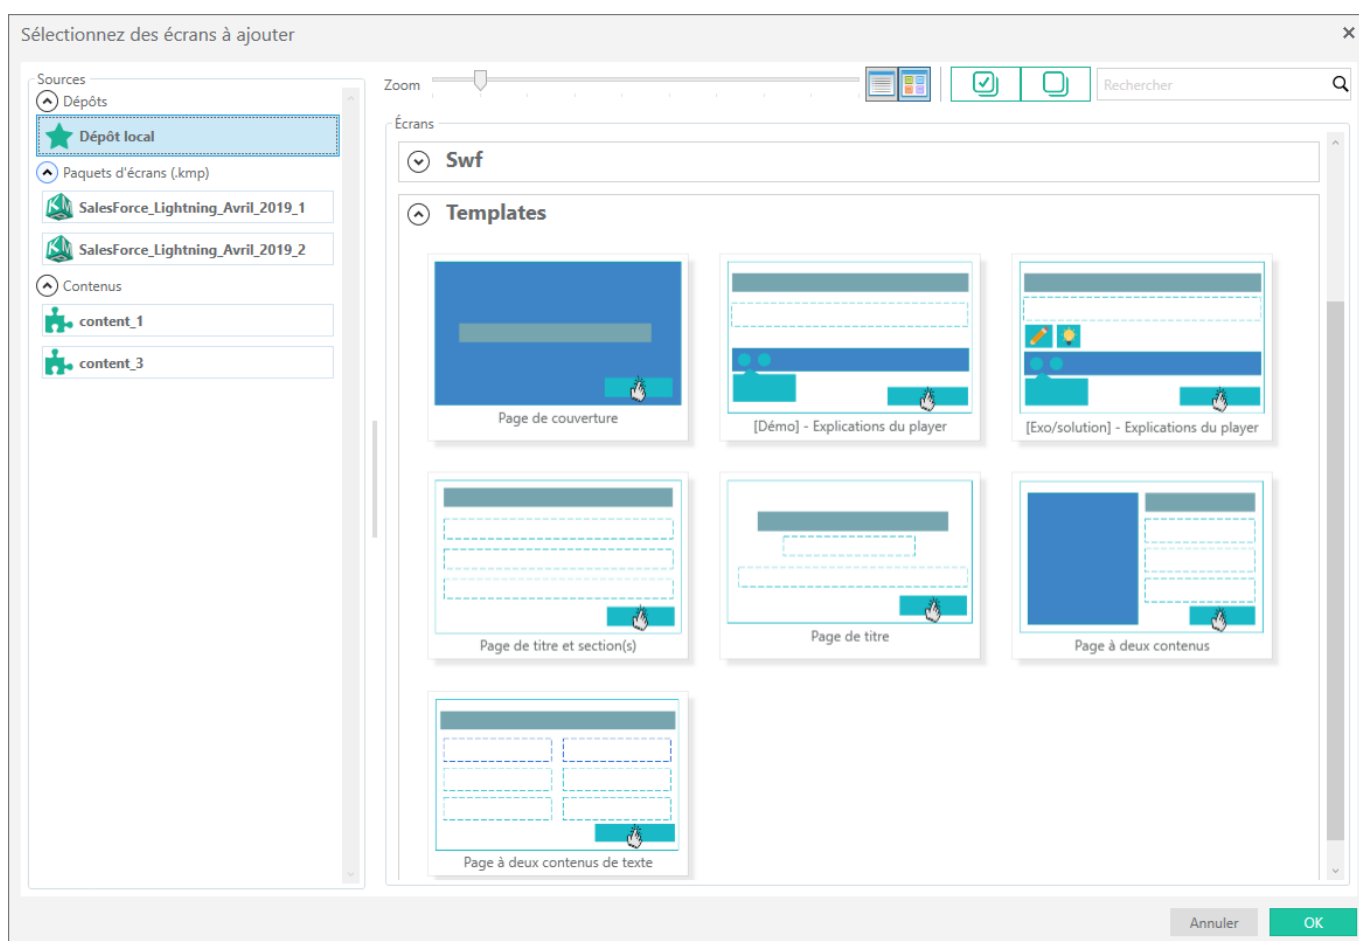 Sélectionnez des écrans à ajouter
Sources
Dépôts
Dépôt local
Paquets d'écrans (.kmp)
SalesForce_Lightning_Avril_2019_1
SalesForce_Lightning_Avril_2019_2
Contenus
content_1
content_3
Zoom
Rechercher
Écrans
Swf
Templates
Page de couverture
[Démo] - Explications du player
[Exo/solution] - Explications du player
Page de titre et section(s)
Page de titre
Page à deux contenus
Page à deux contenus de texte
Annuler
OK